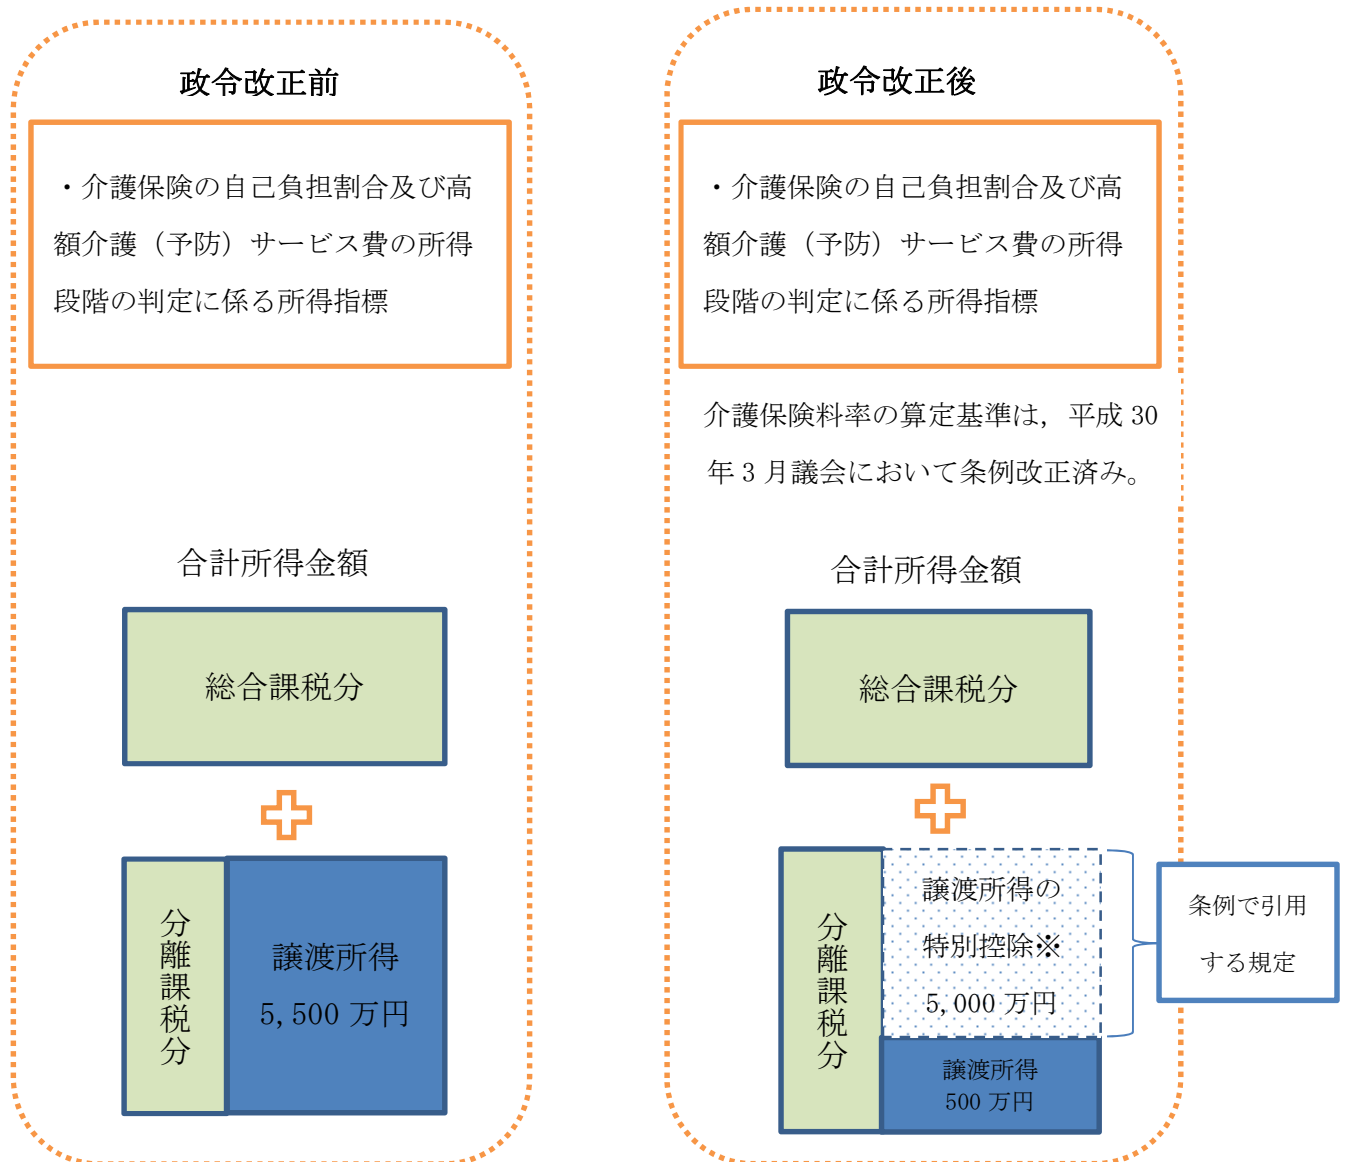 政令改正前
・介護保険の自己負担割合及び高
額介護（予防）サービス費の所得
段階の判定に係る所得指標
合計所得金額
総合課税分
分離課税分
譲渡所得
5,500 万円
政令改正後
・介護保険の自己負担割合及び高
額介護（予防）サービス費の所得
段階の判定に係る所得指標
介護保険料率の算定基準は，平成 30
年 3 月議会において条例改正済み。
合計所得金額
総合課税分
分離課税分
譲渡所得の
特別控除※
5,000 万円
譲渡所得
500 万円
条例で引用
する規定